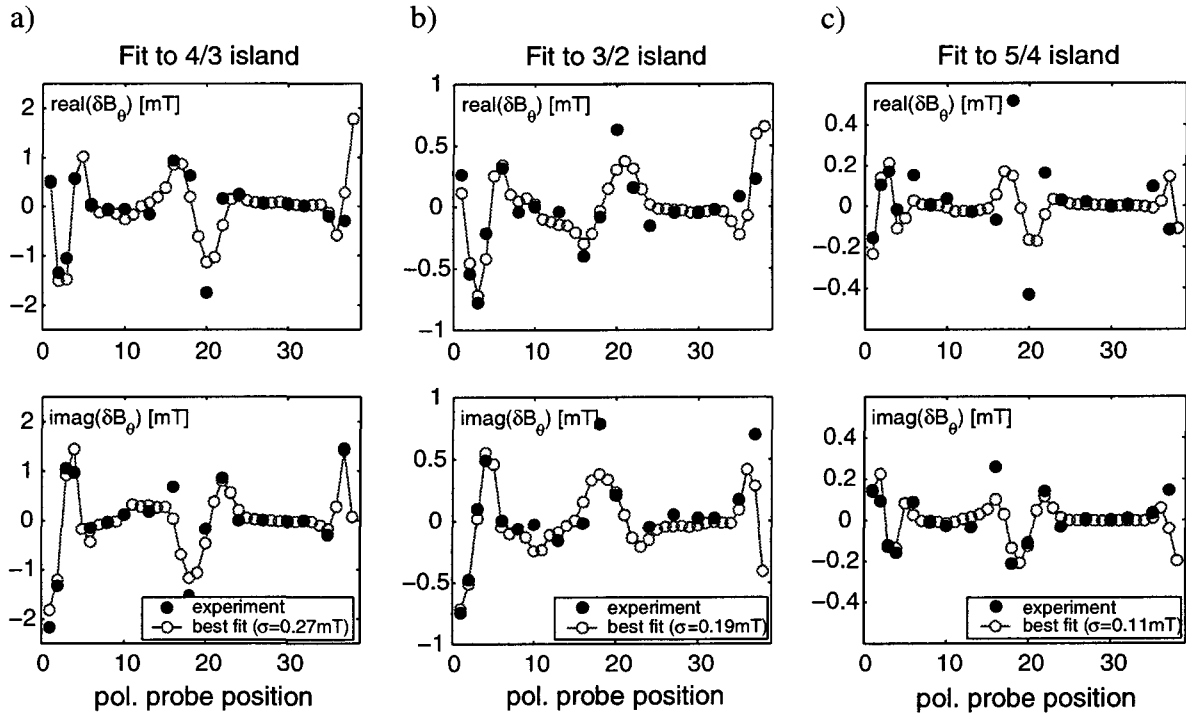 a)
Fit to 4/3 island
real(δB_θ) [mT]
2
1
0
−1
−2
0 10 20 30
imag(δB_θ) [mT]
2
1
0
−1
−2
experiment
best fit (σ=0.27mT)
0 10 20 30
pol. probe position
b)
Fit to 3/2 island
1
real(δB_θ) [mT]
0.5
0
−0.5
−1
0 10 20 30
1
imag(δB_θ) [mT]
0.5
0
−0.5
experiment
best fit (σ=0.19mT)
−1
0 10 20 30
pol. probe position
c)
Fit to 5/4 island
real(δB_θ) [mT]
0.4
0.2
0
−0.2
−0.4
0 10 20 30
imag(δB_θ) [mT]
0.4
0.2
0
−0.2
−0.4
experiment
best fit (σ=0.11mT)
0 10 20 30
pol. probe position